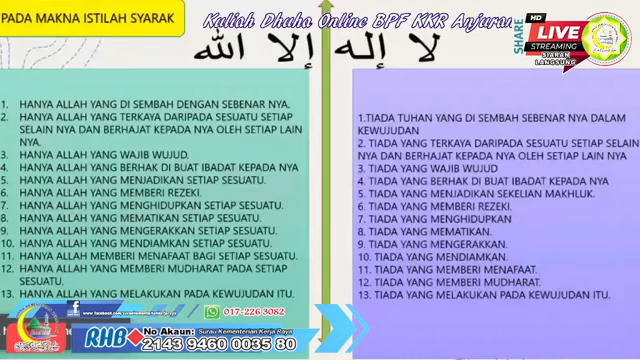 PADA MAKNA ISTILAH SYARAK
Kuliah Dhuha Online BPF KKR Anjuran
SHARE
HD
LIVE
STREAMING
SIARAN
LANGSUNG
لا إله إلا الله
1. HANYA ALLAH YANG DI SEMBAH DENGAN SEBENAR NYA.
2. HANYA ALLAH YANG TERKAYA DARIPADA SESUATU SETIAP
SELAIN NYA DAN BERHAJAT KEPADA NYA OLEH SETIAP LAIN
NYA.
3. HANYA ALLAH YANG WAJIB WUJUD.
4. HANYA ALLAH YANG BERHAK DI BUAT IBADAT KEPADA NYA
5. HANYA ALLAH YANG MENJADIKAN SETIAP SESUATU.
6. HANYA ALLAH YANG MEMBERI REZEKI.
7. HANYA ALLAH YANG MENGHIDUPKAN SETIAP SESUATU.
8. HANYA ALLAH YANG MEMATIKAN SETIAP SESUATU.
9. HANYA ALLAH YANG MENGERAKKAN SETIAP SESUATU.
10. HANYA ALLAH YANG MENDIAMKAN SETIAP SESUATU.
11. HANYA ALLAH MEMBERI MENAFAAT BAGI SETIAP SESUATU.
12. HANYA ALLAH YANG MEMBERI MUDHARAT PADA SETIAP
SESUATU.
13. HANYA ALLAH YANG MELAKUKAN PADA KEWUJUDAN ITU.
1.TIADA TUHAN YANG DI SEMBAH SEBENAR NYA DALAM
KEWUJUDAN
2. TIADA YANG TERKAYA DARIPADA SESUATU SETIAP SELAIN
NYA DAN BERHAJAT KEPADA NYA OLEH SETIAP LAIN NYA
3. TIADA YANG WAJIB WUJUD
4. TIADA YANG BERHAK DI BUAT IBADAT KEPADA NYA
5. TIADA YANG MENJADIKAN SEKELIAN MAKHLUK.
6. TIADA YANG MEMBERI REZEKI.
7. TIADA YANG MENGHIDUPKAN
8. TIADA YANG MEMATIKAN.
9. TIADA YANG MENGERAKKAN.
10. TIADA YANG MENDIAMKAN.
11. TIADA YANG MEMBERI MENAFAAT.
12. TIADA YANG MEMBERI MUDHARAT.
13. TIADA YANG MELAKUKAN PADA KEWUJUDAN ITU.
facebook
017-226 3082
RHB
No Akaun: Surau Kementerian Kerja Raya
2143 9460 0035 80